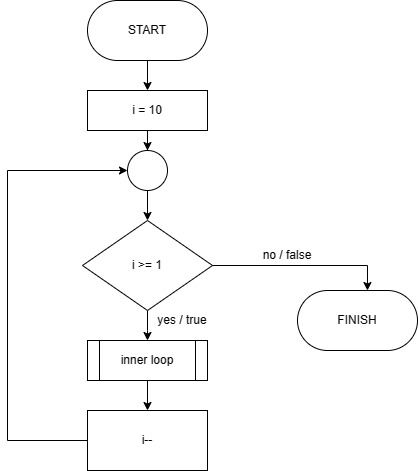 START
i = 10
i >= 1
no / false
yes / true
FINISH
inner loop
i--